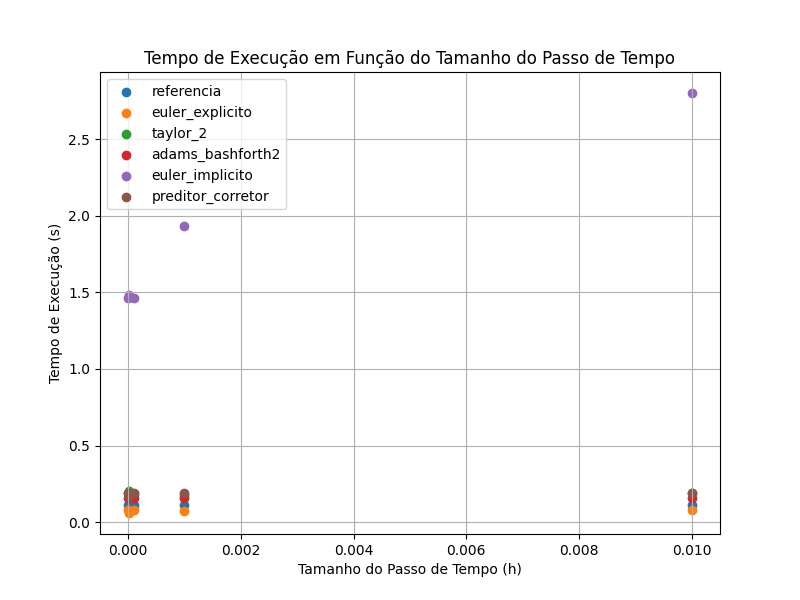 Tempo de Execução em Função do Tamanho do Passo de Tempo
referencia
euler_explicito
taylor_2
adams_bashforth2
euler_implicito
preditor_corretor
Tempo de Execução (s)
2.5
2.0
1.5
1.0
0.5
0.0
0.000 0.002 0.004 0.006 0.008 0.010
Tamanho do Passo de Tempo (h)